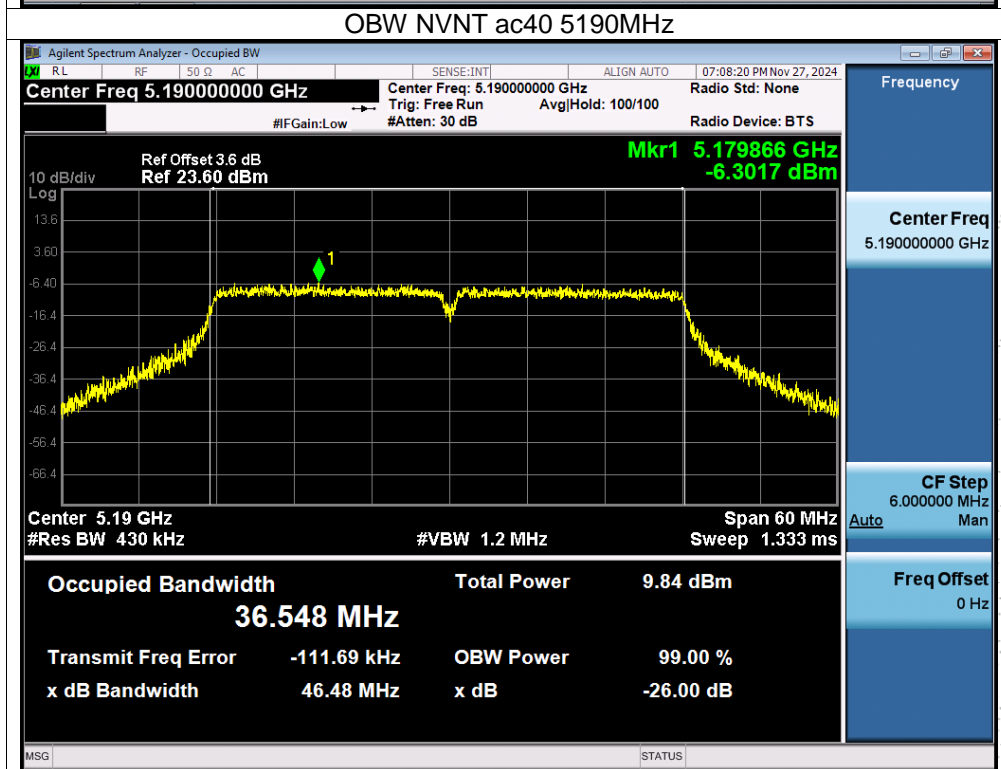 OBW NVNT ac40 5190MHz
Agilent Spectrum Analyzer - Occupied BW
LXI RL RF 50 Ω AC SENSE:INT ALIGN AUTO 07:08:20 PM Nov 27, 2024
Center Freq 5.190000000 GHz Center Freq: 5.190000000 GHz Radio Std: None Frequency
Trig: Free Run Avg|Hold: 100/100
#IFGain:Low #Atten: 30 dB Radio Device: BTS
Mkr1 5.179866 GHz
-6.3017 dBm
Ref Offset 3.6 dB
10 dB/div Ref 23.60 dBm
Log
13.6
3.60
-6.40
-16.4
-26.4
-36.4
-46.4
-56.4
-66.4
1
Center Freq
5.190000000 GHz
Center 5.19 GHz Span 60 MHz
#Res BW 430 kHz #VBW 1.2 MHz Sweep 1.333 ms
CF Step
6.000000 MHz
Auto Man
Occupied Bandwidth Total Power 9.84 dBm
36.548 MHz
Transmit Freq Error -111.69 kHz OBW Power 99.00 %
x dB Bandwidth 46.48 MHz x dB -26.00 dB
Freq Offset
0 Hz
MSG STATUS